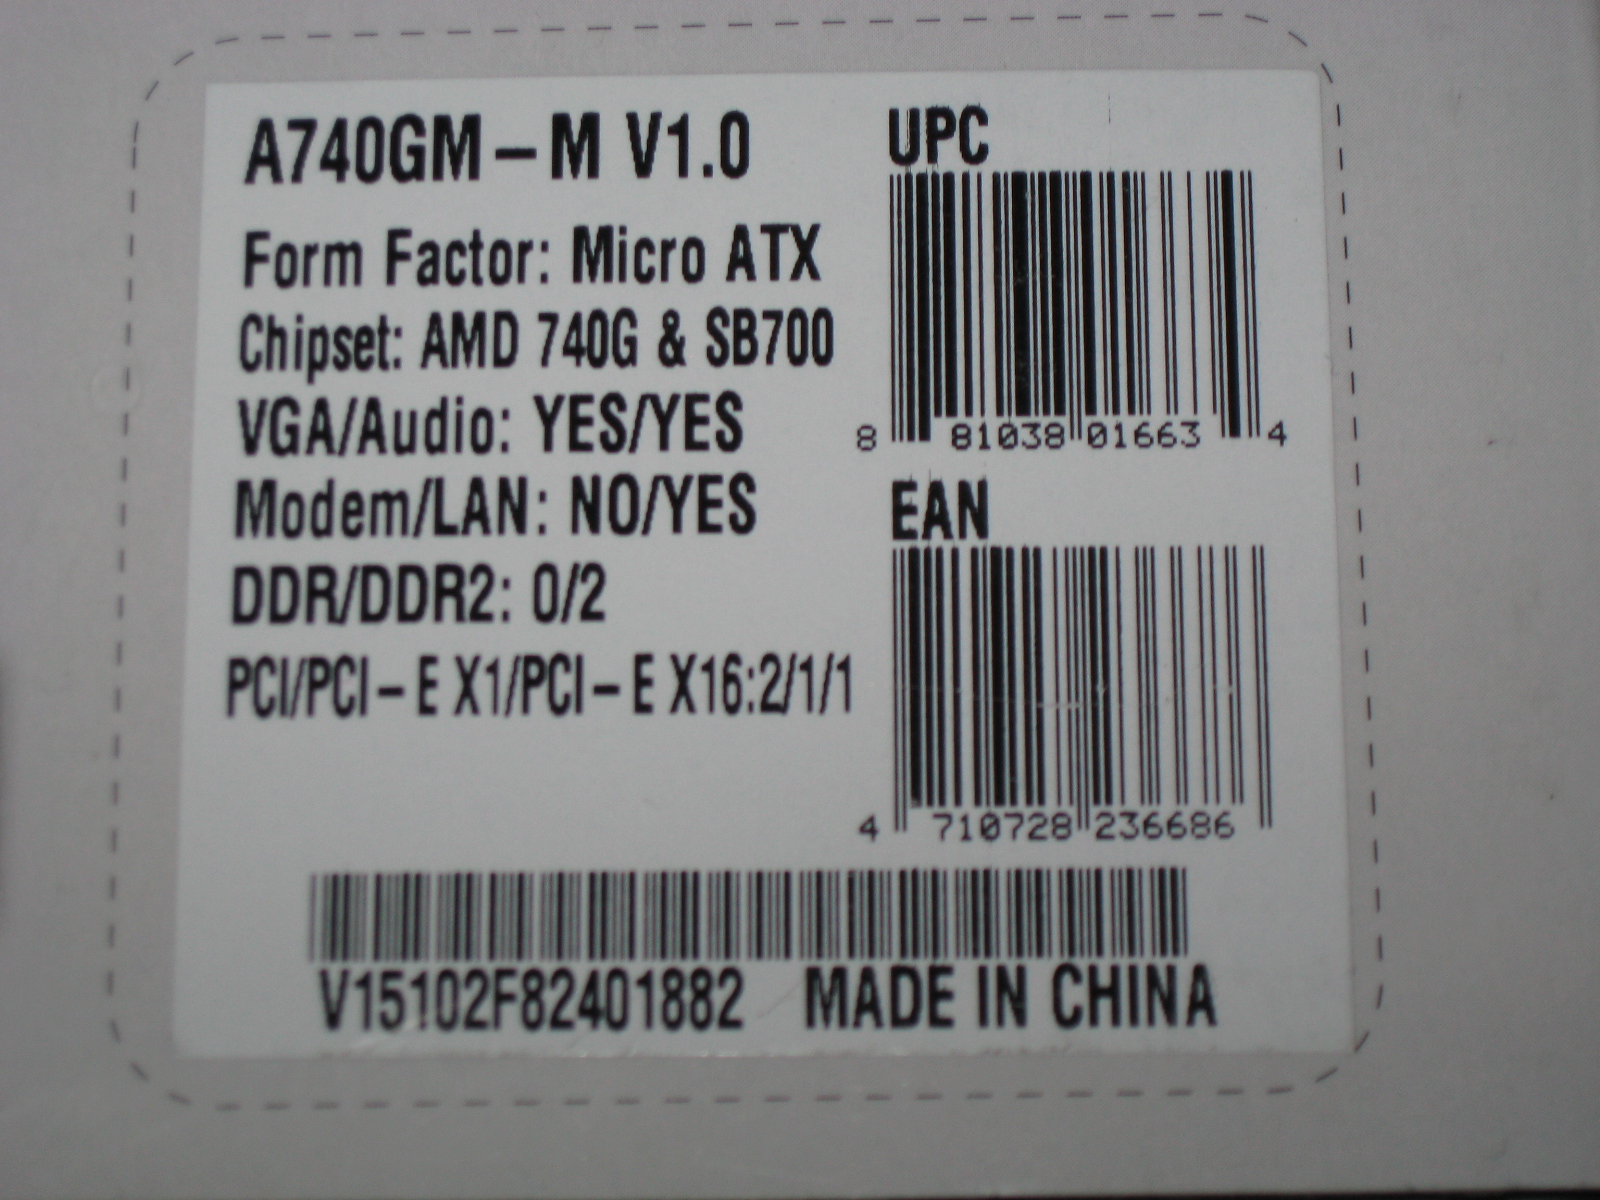 A740GM-M V1.0
Form Factor: Micro ATX
Chipset: AMD 740G & SB700
VGA/Audio: YES/YES
Modem/LAN: NO/YES
DDR/DDR2: 0/2
PCI/PCI-E X1/PCI-E X16:2/1/1
UPC
8 81038 01663 4
EAN
4 710728 236686
V15102F82401882 MADE IN CHINA